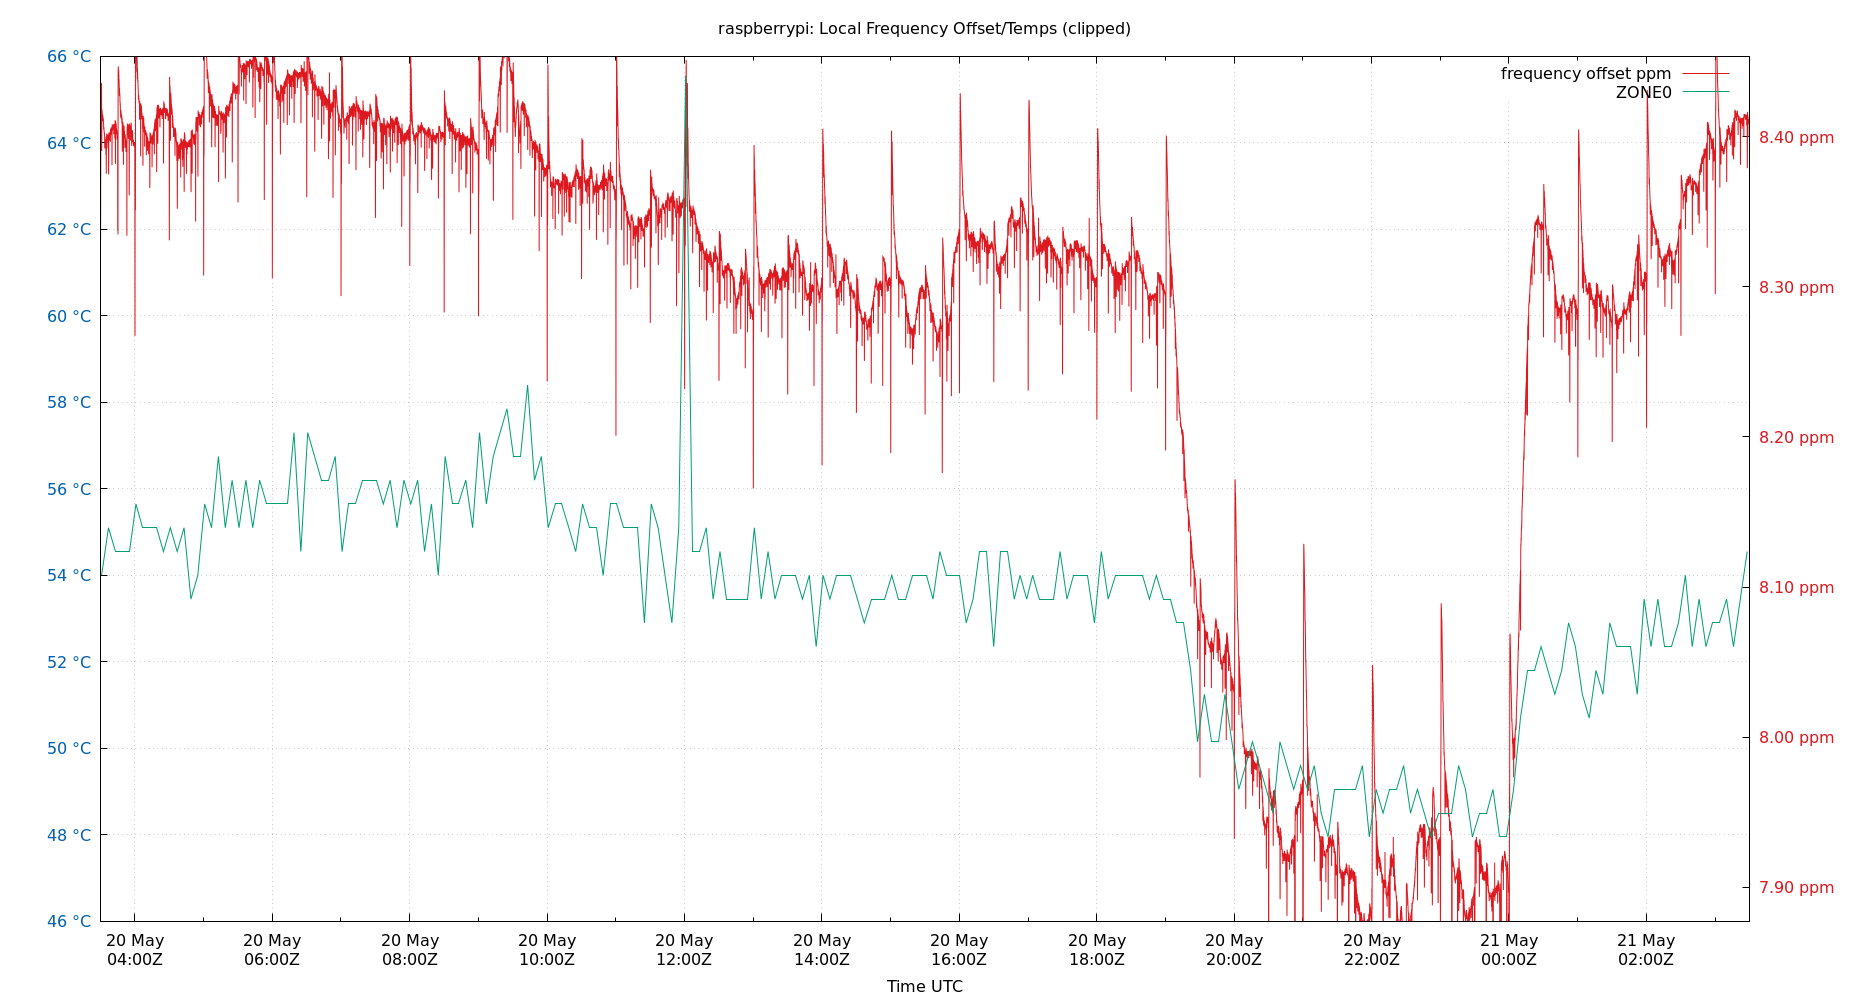 raspberrypi: Local Frequency Offset/Temps (clipped)
66 °C
64 °C
62 °C
60 °C
58 °C
56 °C
54 °C
52 °C
50 °C
48 °C
46 °C
frequency offset ppm
ZONE0
8.40 ppm
8.30 ppm
8.20 ppm
8.10 ppm
8.00 ppm
7.90 ppm
20 May 20 May 20 May 20 May 20 May 20 May 20 May 20 May 20 May 20 May 21 May 21 May
04:00Z 06:00Z 08:00Z 10:00Z 12:00Z 14:00Z 16:00Z 18:00Z 20:00Z 22:00Z 00:00Z 02:00Z
Time UTC